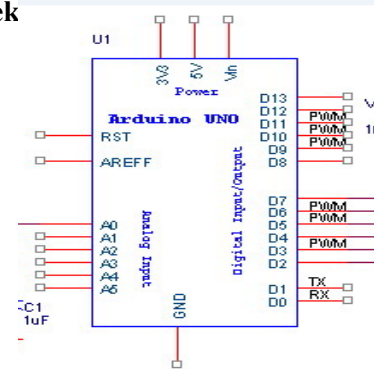 ek
U1
3V3
5V
Vin
Power
Arduino UNO
RST
AREFF
D13
D12
PWM
D11
PWM
D10
PWM
D9
D8
V
1
Analog Input
Digital Input/Output
A0
A1
A2
A3
A4
A5
D7
PWM
D6
PWM
D5
D4
PWM
D3
D2
TX
D1
RX
D0
GND
C1
1uF